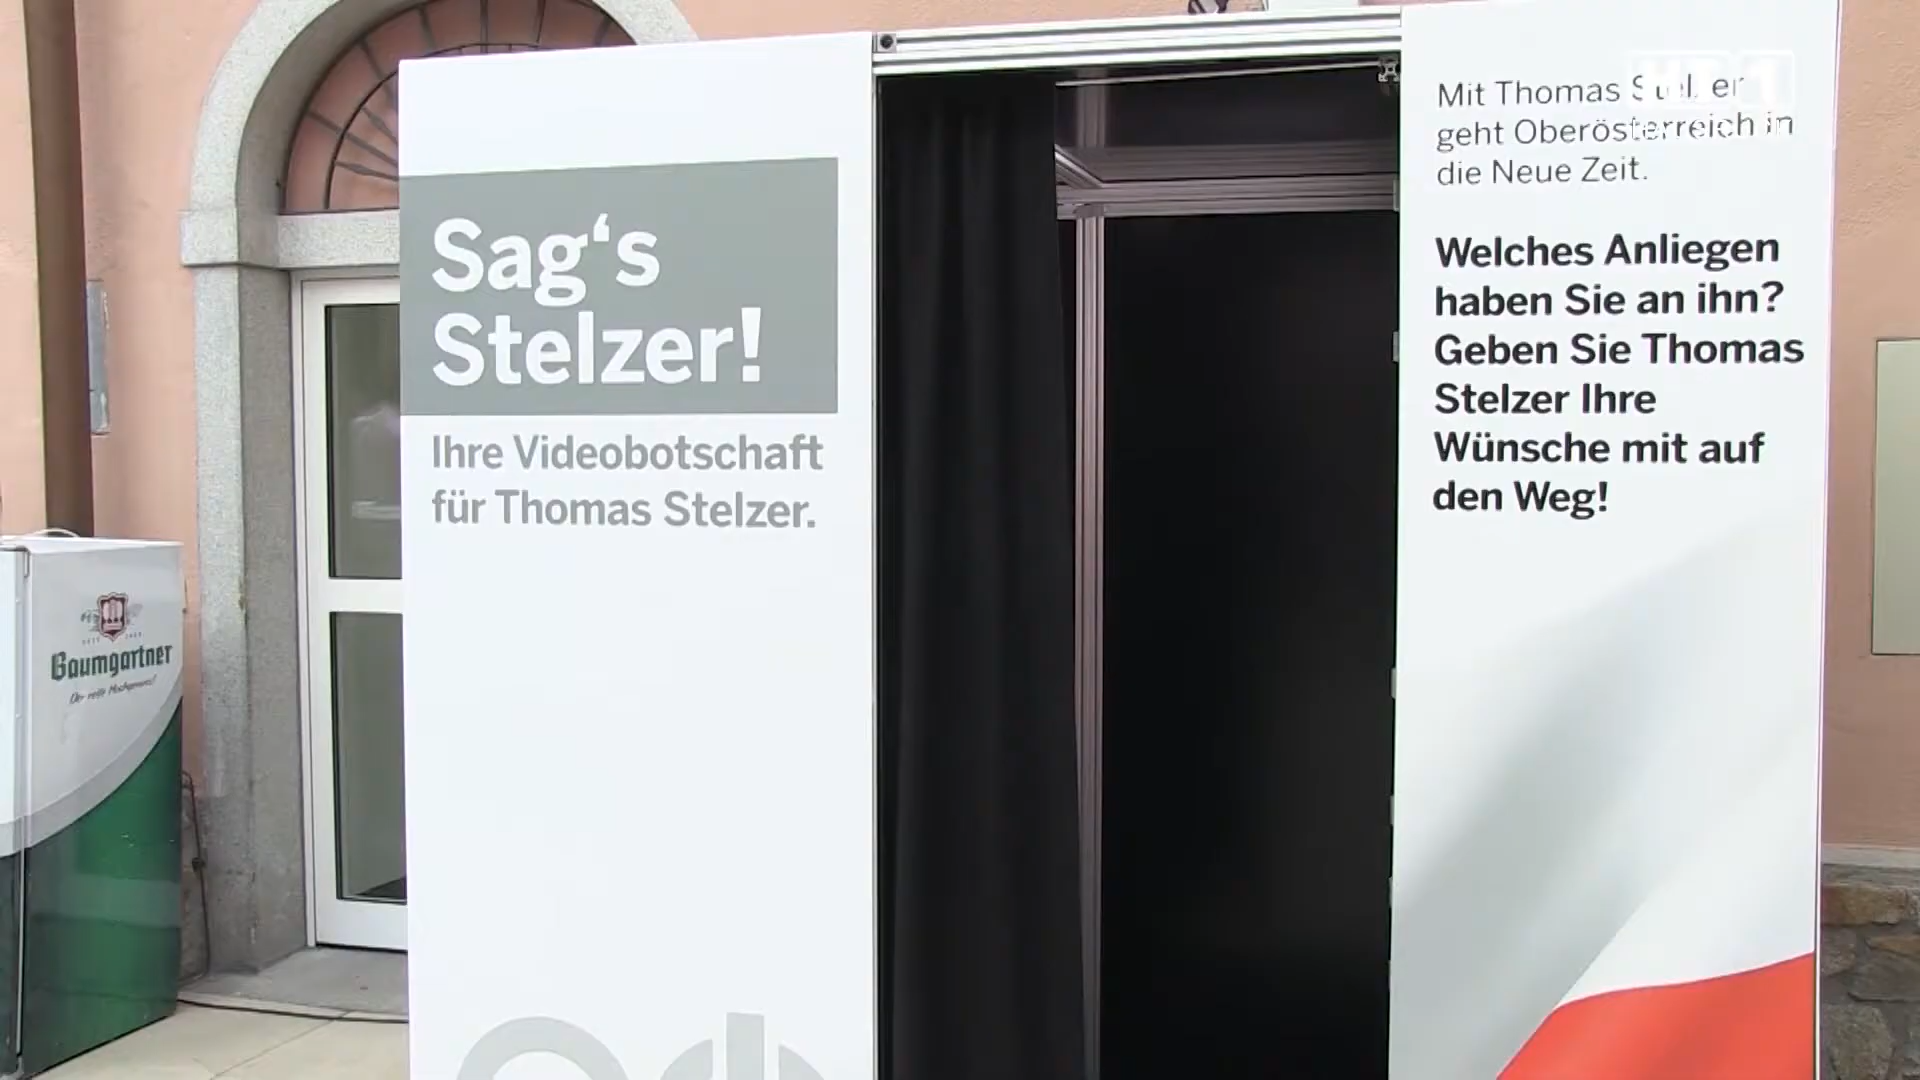 Sag‘s
Stelzer!
Ihre Videobotschaft
für Thomas Stelzer.
Mit Thomas Stelzer
geht Oberösterreich in
die Neue Zeit.
Welches Anliegen
haben Sie an ihn?
Geben Sie Thomas
Stelzer Ihre
Wünsche mit auf
den Weg!
Baumgartner